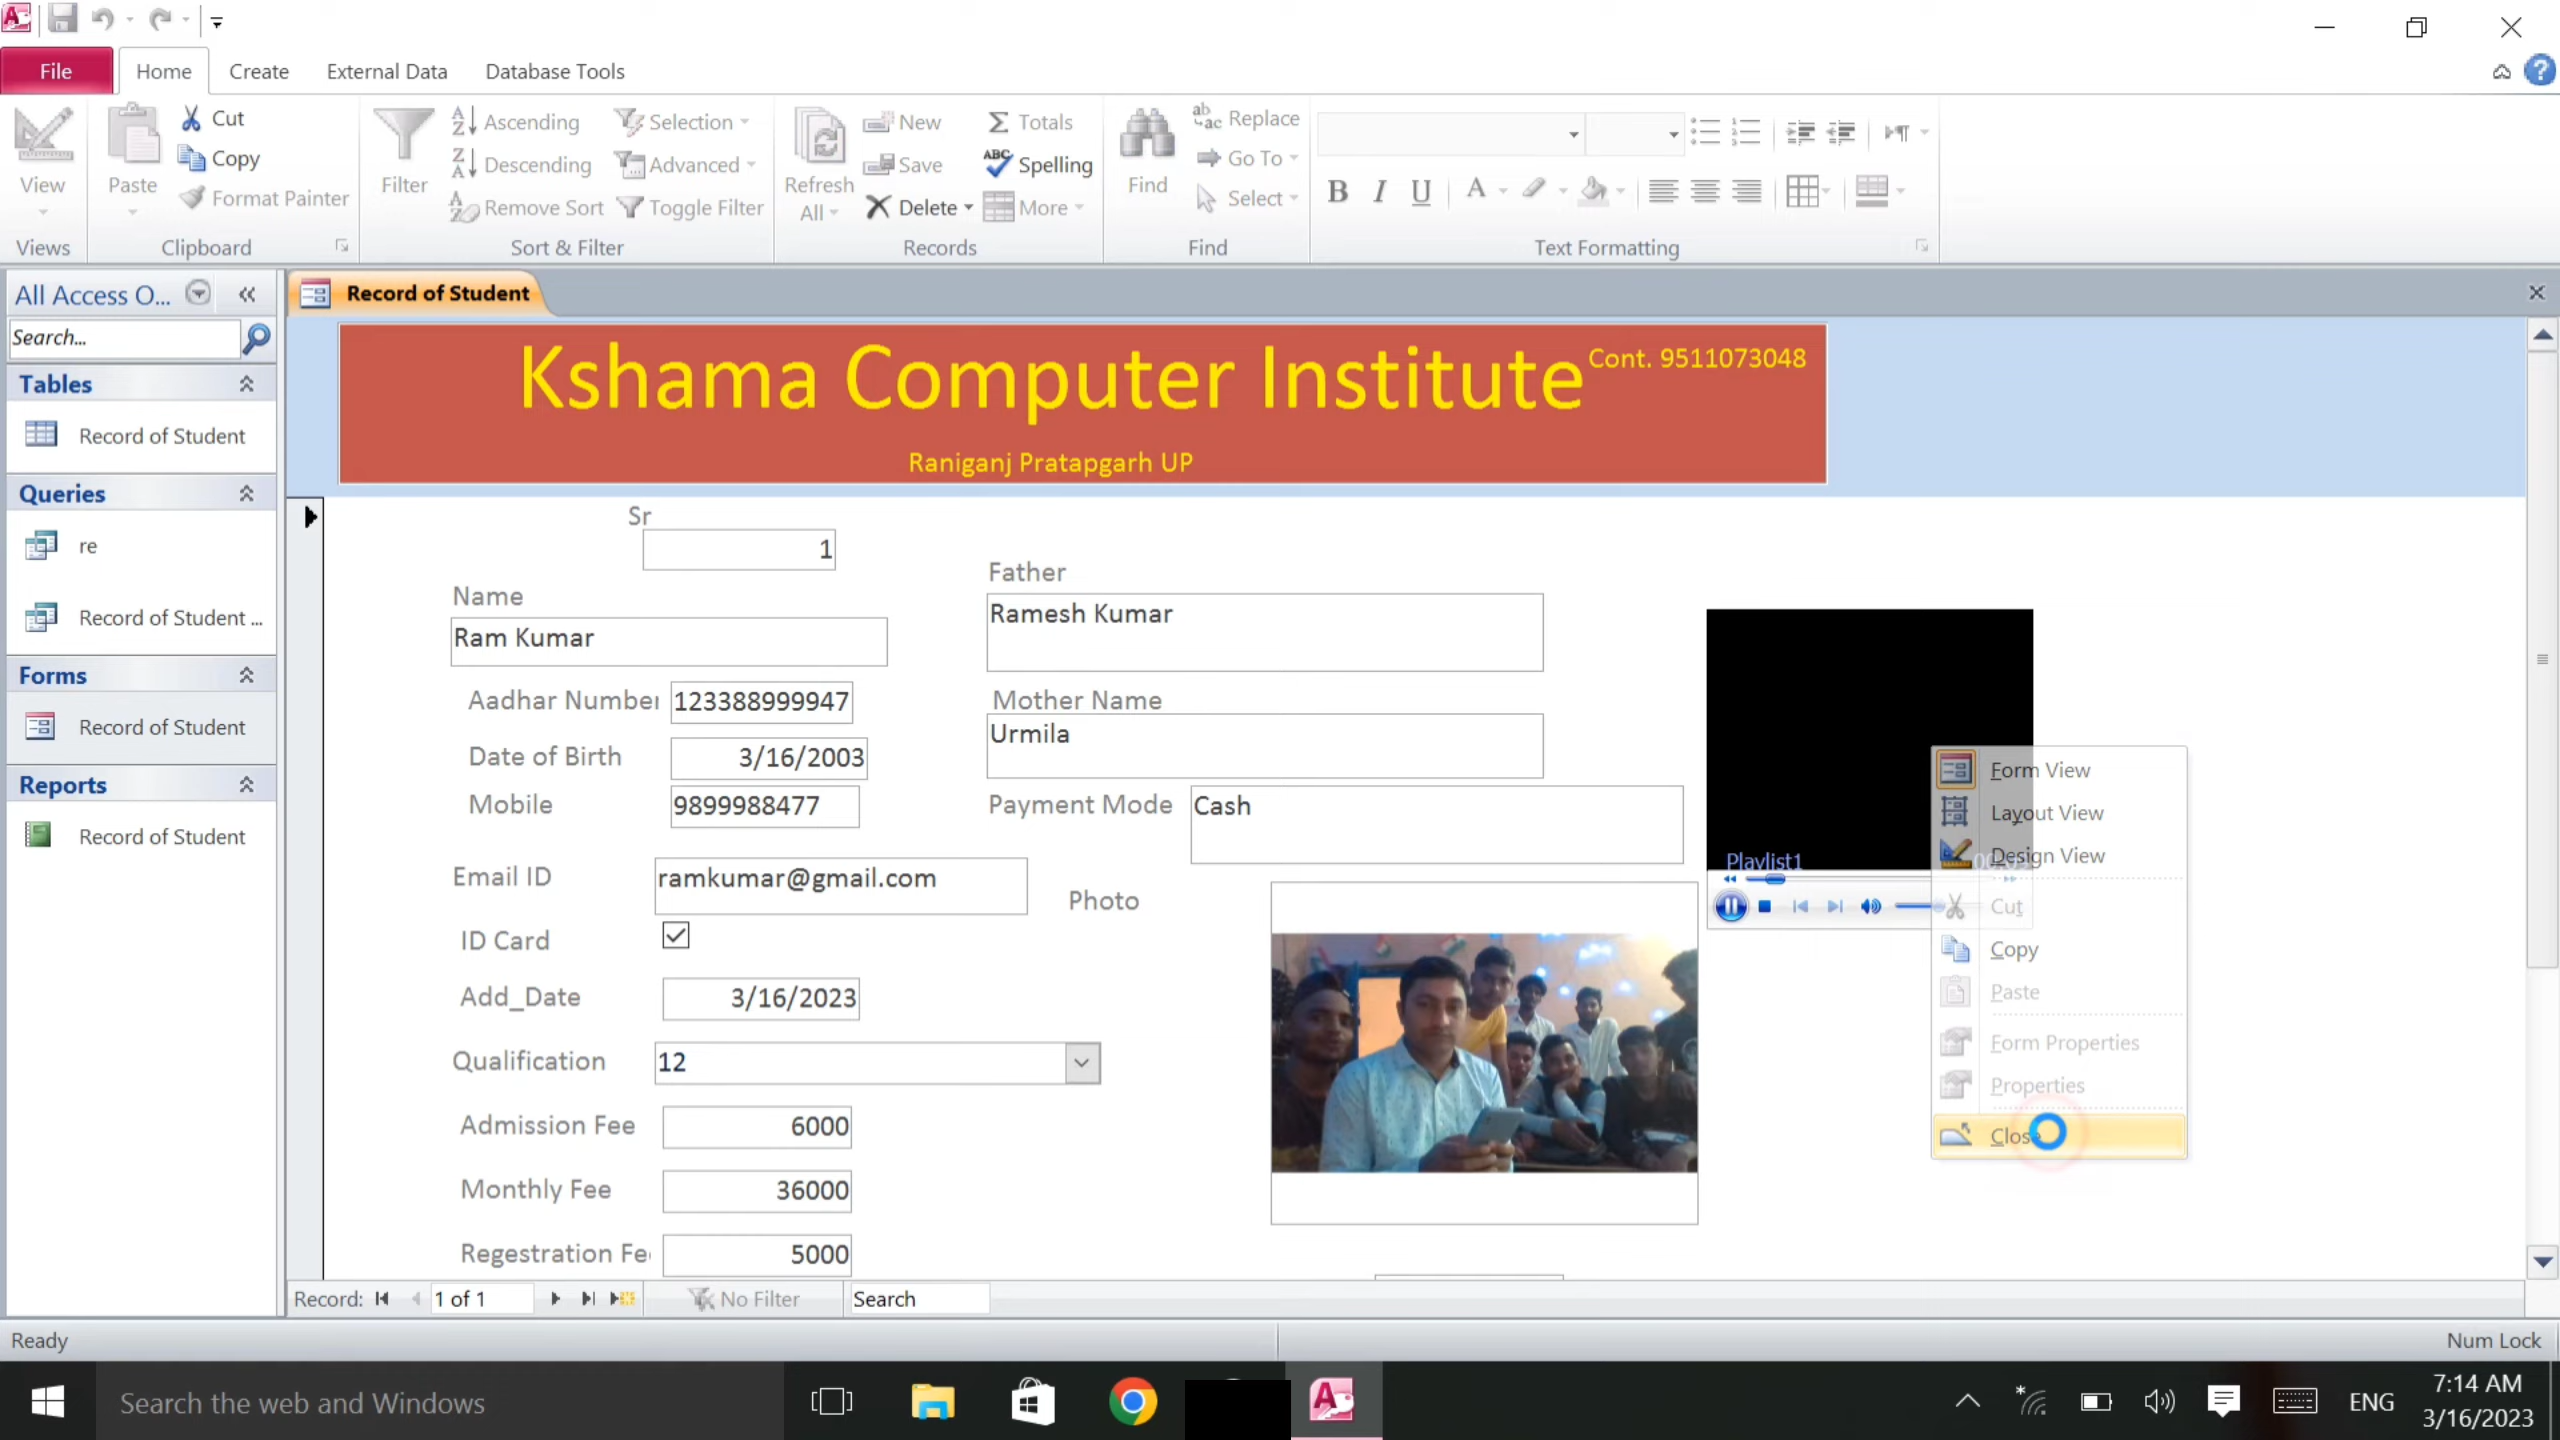 File
Home
Create
External Data
Database Tools
View
Views
Paste
Cut
Copy
Format Painter
Clipboard
Filter
Ascending
Descending
Remove Sort
Selection
Advanced
Toggle Filter
Sort & Filter
Refresh
All
New
Save
Delete
Totals
Spelling
More
Records
Find
Replace
Go To
Select
Find
B I U A
Text Formatting
All Access O...
Search...
Tables
Record of Student
Queries
re
Record of Student ...
Forms
Record of Student
Reports
Record of Student
Record of Student
Kshama Computer Institute
Cont. 9511073048
Raniganj Pratapgarh UP
Sr
1
Name
Ram Kumar
Father
Ramesh Kumar
Aadhar Number 123388999947
Mother Name
Urmila
Date of Birth 3/16/2003
Mobile 9899988477
Payment Mode Cash
Email ID ramkumar@gmail.com
Photo
ID Card
Add_Date 3/16/2023
Qualification 12
Admission Fee 6000
Monthly Fee 36000
Regestration Fe 5000
Playlist1
Form View
Layout View
Design View
Cut
Copy
Paste
Form Properties
Properties
Close
Record: 1 of 1 No Filter Search
Ready
Num Lock
Search the web and Windows
ENG
7:14 AM
3/16/2023